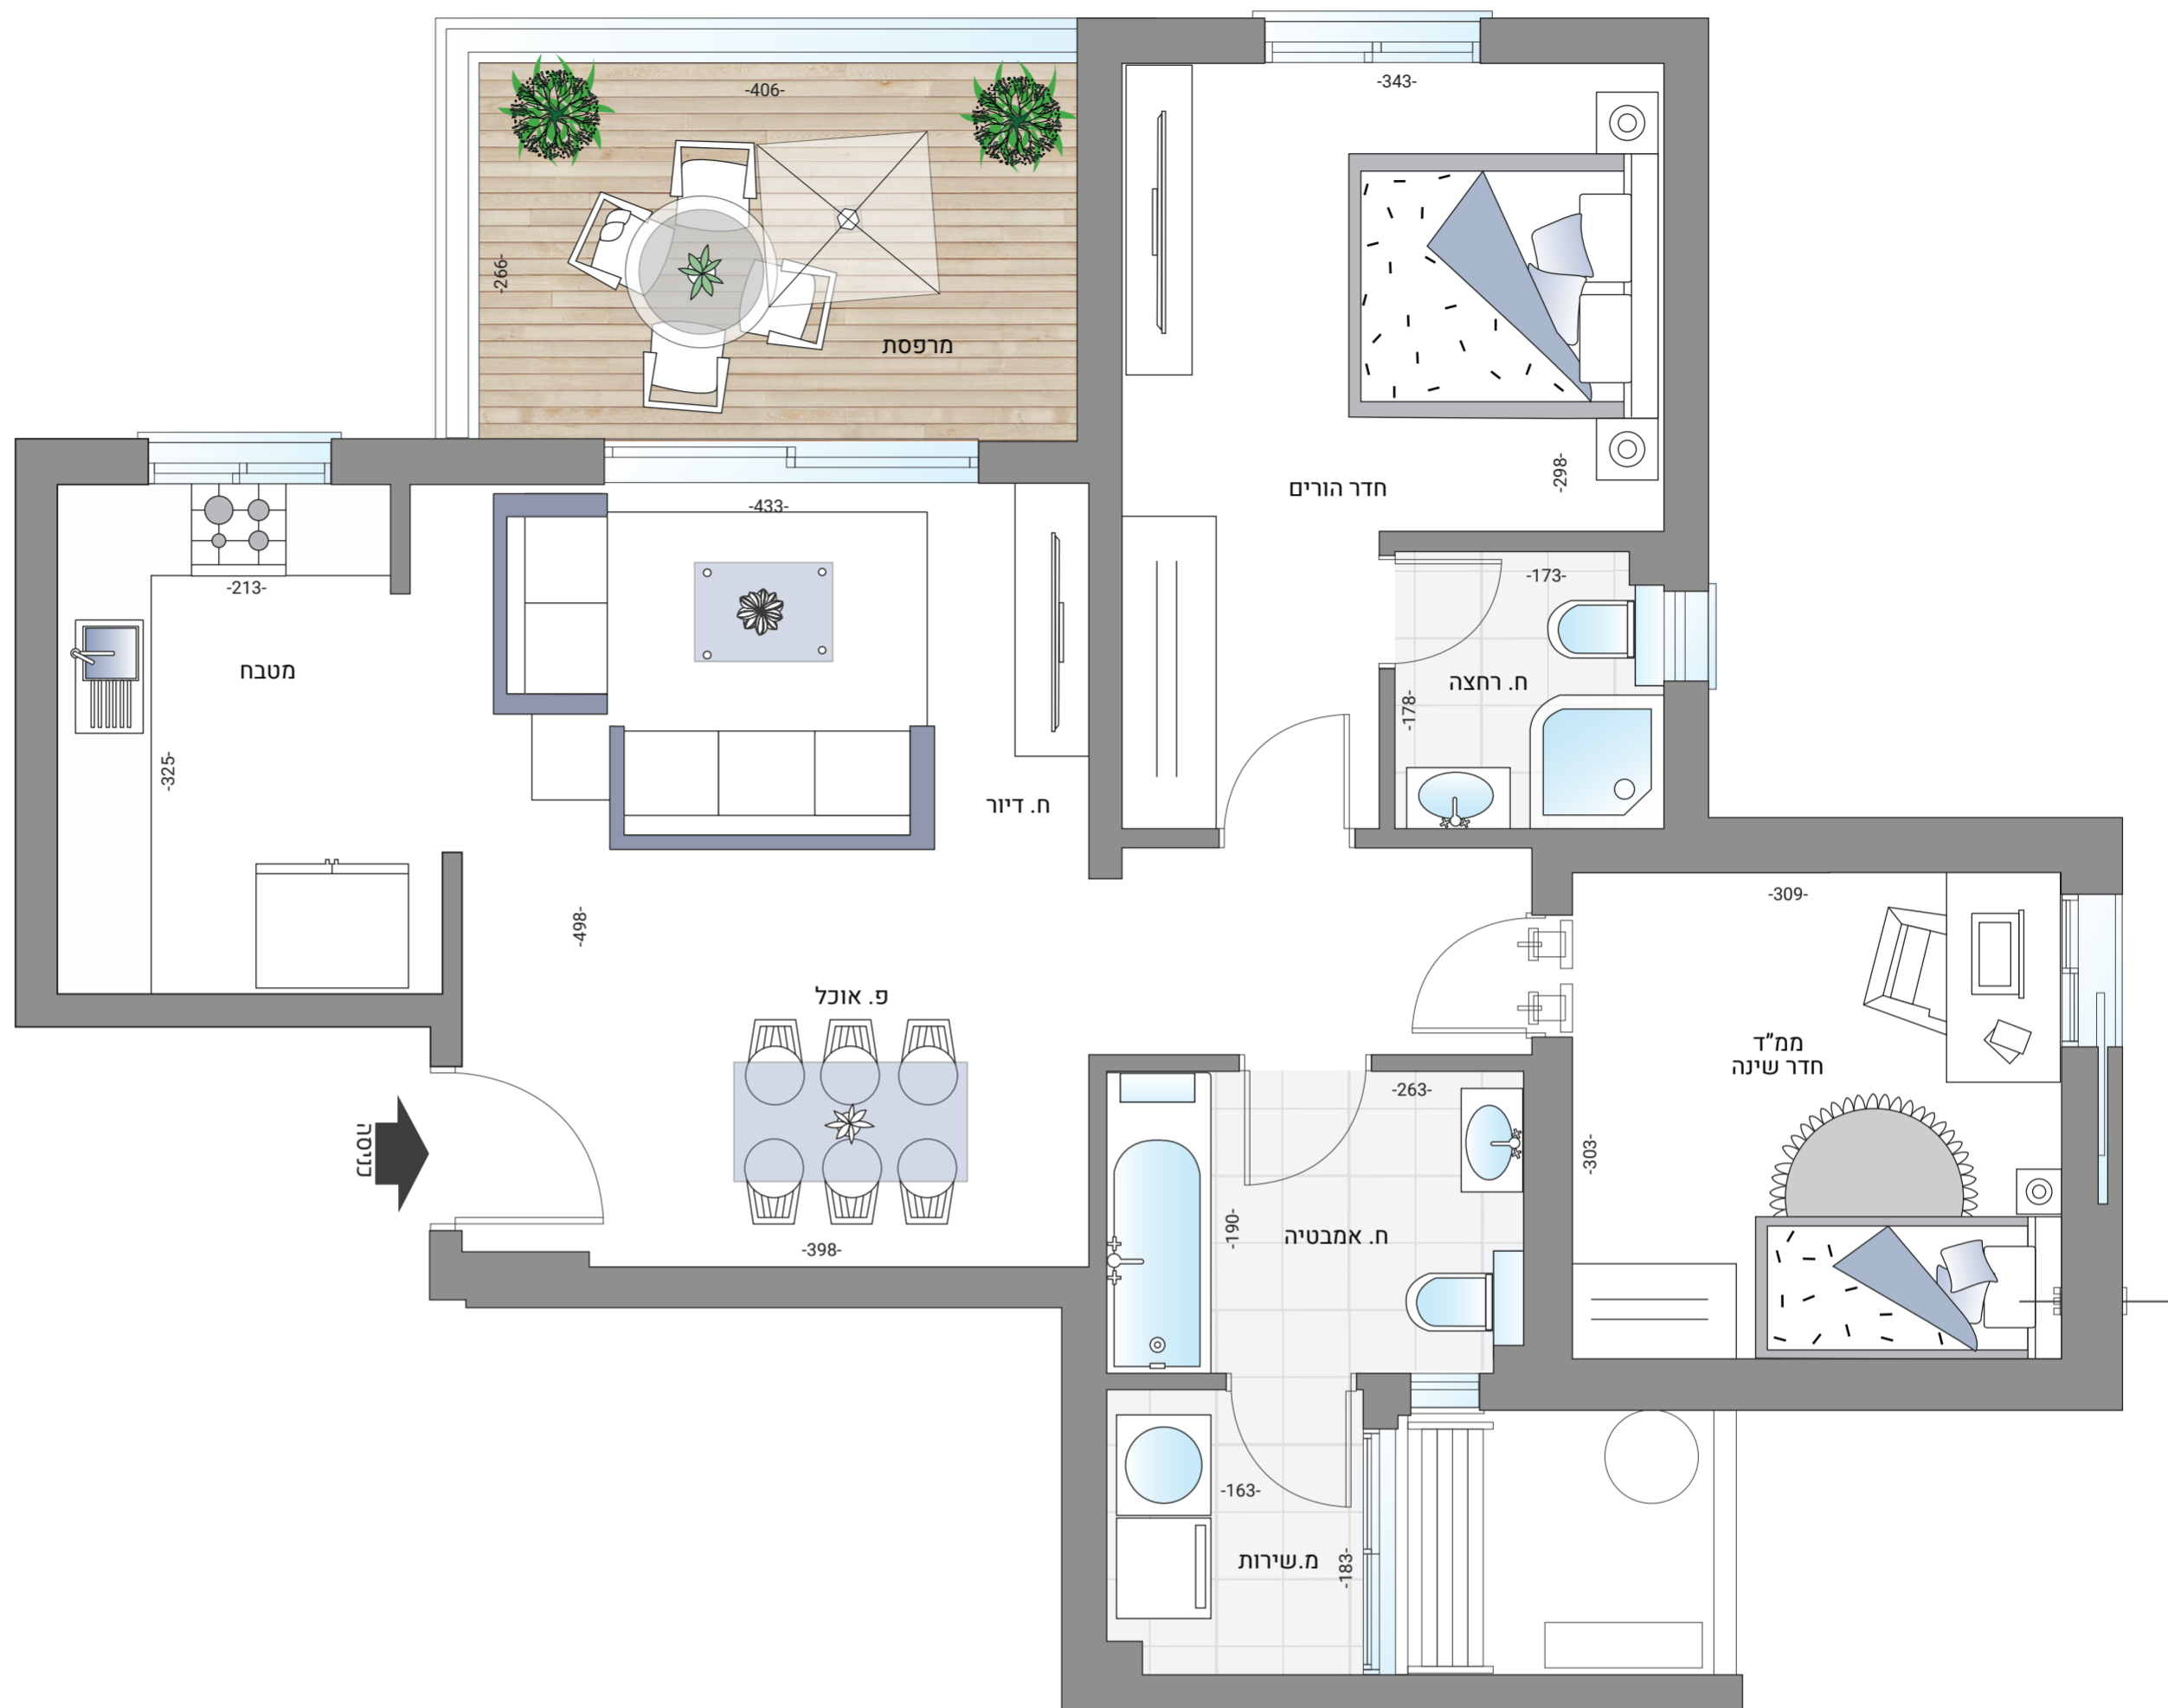 -406-
-266-
מרפסת
-343-
-298-
חדר הורים
-433-
-213-
מטבח
-325-
ח. דיור
-173-
ח. רחצה
-178-
-498-
פ. אוכל
-398-
כניסה
-309-
ממ"ד
חדר שינה
-303-
-263-
-190-
ח. אמבטיה
-163-
מ.שירות
-183-